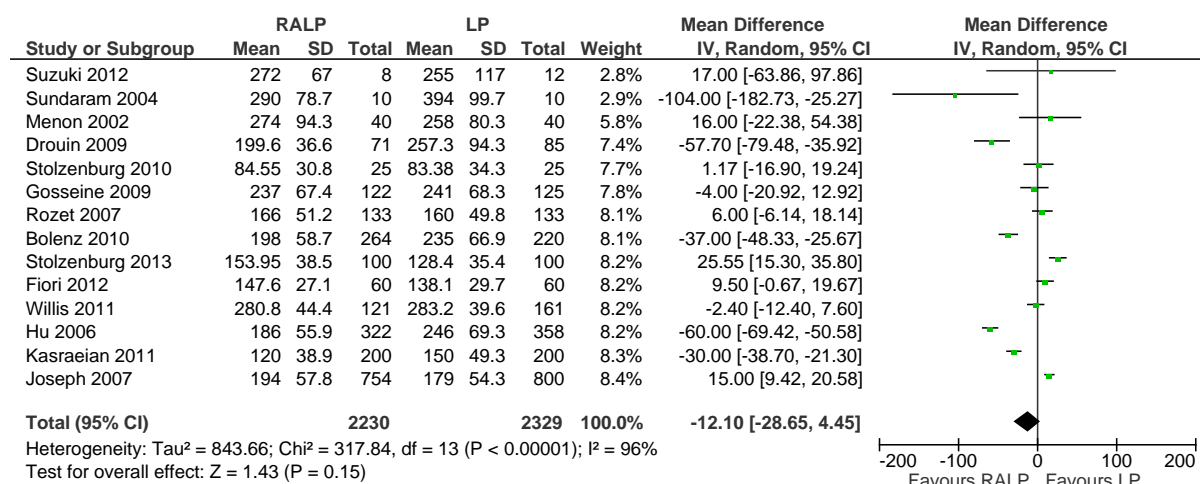 RALP LP Mean Difference Mean Difference
Study or Subgroup Mean SD Total Mean SD Total Weight IV, Random, 95% CI IV, Random, 95% CI
Suzuki 2012 272 67 8 255 117 12 2.8% 17.00 [-63.86, 97.86]
Sundaram 2004 290 78.7 10 394 99.7 10 2.9% -104.00 [-182.73, -25.27]
Menon 2002 274 94.3 40 258 80.3 40 5.8% 16.00 [-22.38, 54.38]
Drouin 2009 199.6 36.6 71 257.3 94.3 85 7.4% -57.70 [-79.48, -35.92]
Stolzenburg 2010 84.55 30.8 25 83.38 34.3 25 7.7% 1.17 [-16.90, 19.24]
Gosseine 2009 237 67.4 122 241 68.3 125 7.8% -4.00 [-20.92, 12.92]
Rozet 2007 166 51.2 133 160 49.8 133 8.1% 6.00 [-6.14, 18.14]
Bolenz 2010 198 58.7 264 235 66.9 220 8.1% -37.00 [-48.33, -25.67]
Stolzenburg 2013 153.95 38.5 100 128.4 35.4 100 8.2% 25.55 [15.30, 35.80]
Fiori 2012 147.6 27.1 60 138.1 29.7 60 8.2% 9.50 [-0.67, 19.67]
Willis 2011 280.8 44.4 121 283.2 39.6 161 8.2% -2.40 [-12.40, 7.60]
Hu 2006 186 55.9 322 246 69.3 358 8.2% -60.00 [-69.42, -50.58]
Kasraeian 2011 120 38.9 200 150 49.3 200 8.3% -30.00 [-38.70, -21.30]
Joseph 2007 194 57.8 754 179 54.3 800 8.4% 15.00 [9.42, 20.58]
Total (95% CI) 2230 2329 100.0% -12.10 [-28.65, 4.45]
Heterogeneity: Tau² = 843.66; Chi² = 317.84, df = 13 (P < 0.00001); I² = 96%
Test for overall effect: Z = 1.43 (P = 0.15)
-200 -100 0 100 200
Favours RALP Favours LP